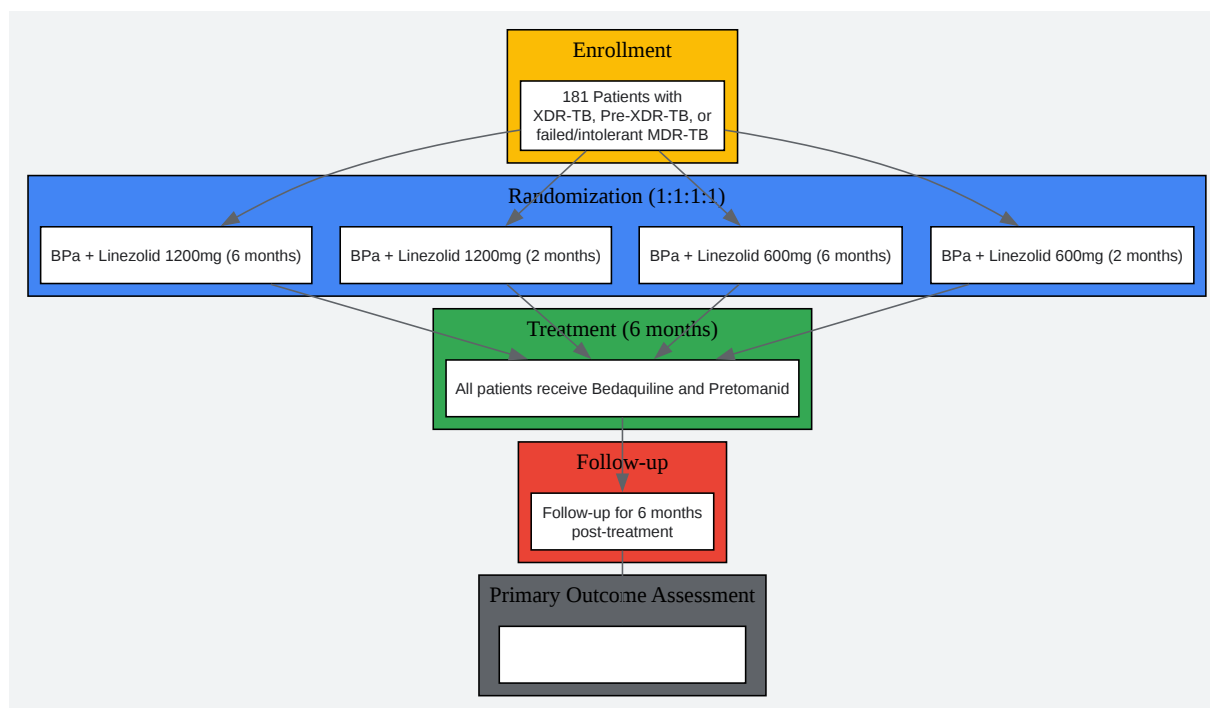 Enrollment
181 Patients with
XDR-TB, Pre-XDR-TB, or
failed/intolerant MDR-TB
Randomization (1:1:1:1)
BPa + Linezolid 1200mg (6 months)
BPa + Linezolid 1200mg (2 months)
BPa + Linezolid 600mg (6 months)
BPa + Linezolid 600mg (2 months)
Treatment (6 months)
All patients receive Bedaquiline and Pretomanid
Follow-up
Follow-up for 6 months
post-treatment
Primary Outcome Assessment